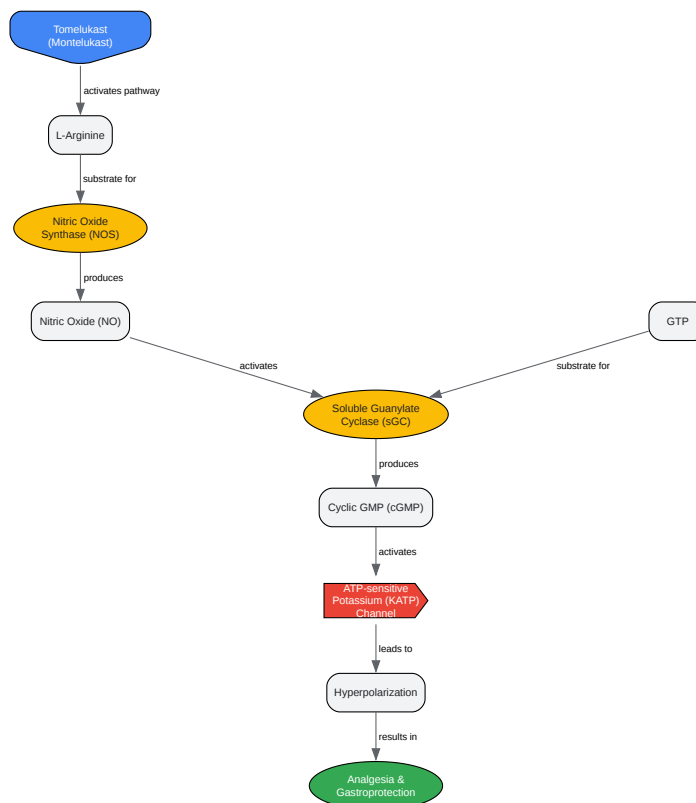 Tomelukast
(Montelukast)
activates pathway
L-Arginine
substrate for
Nitric Oxide
Synthase (NOS)
produces
Nitric Oxide (NO)
GTP
activates
substrate for
Soluble Guanylate
Cyclase (sGC)
produces
Cyclic GMP (cGMP)
activates
ATP-sensitive
Potassium (KATP)
Channel
leads to
Hyperpolarization
results in
Analgesia &
Gastroprotection